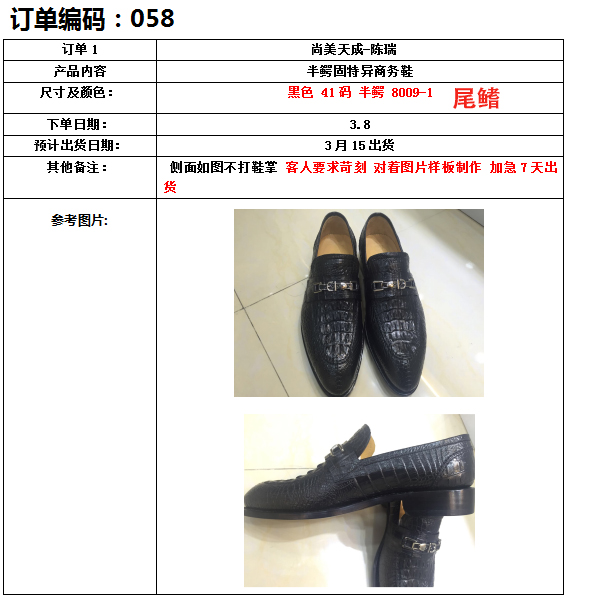 订单编码：058
订单 1 尚美天成-陈瑞
产品内容 半鳄固特异商务鞋
尺寸及颜色： 黑色 41 码 半鳄 8009-1 尾鳍
下单日期： 3.8
预计出货日期： 3 月 15 出货
其他备注： 侧面如图不打鞋掌 客人要求苛刻 对着图片样板制作 加急 7 天出
货
参考图片: